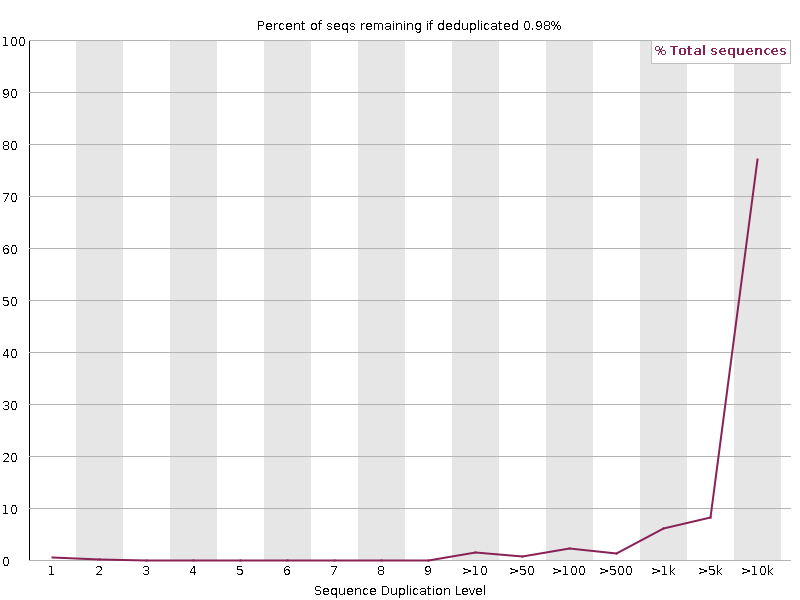 Percent of seqs remaining if deduplicated 0.98%
% Total sequences
100
90
80
70
60
50
40
30
20
10
0
1 2 3 4 5 6 7 8 9 >10 >50 >100 >500 >1k >5k >10k
Sequence Duplication Level